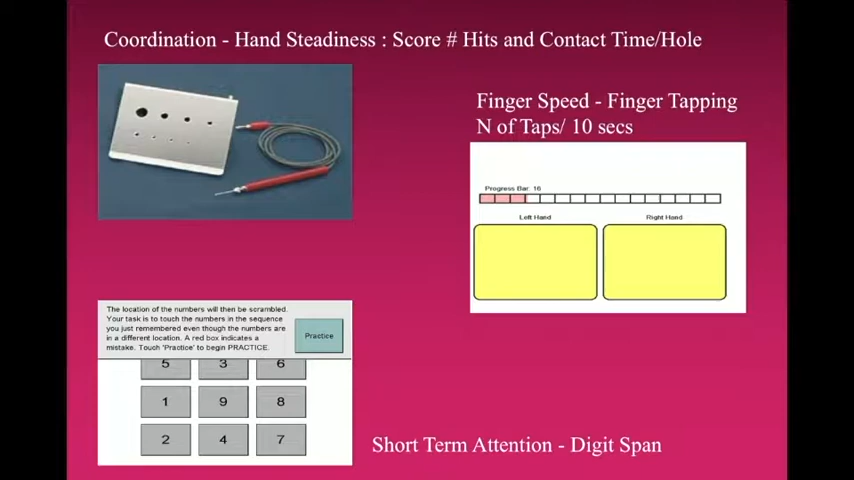 Coordination - Hand Steadiness : Score # Hits and Contact Time/Hole
Finger Speed - Finger Tapping
N of Taps/ 10 secs
Progress Bar: 16
Left Hand
Right Hand
The location of the numbers will then be scrambled.
Your task is to touch the numbers in the sequence
you just remembered even though the numbers are
in a different location. A red box indicates a
mistake. Touch 'Practice' to begin PRACTICE.
Practice
5 3 6
1 9 8
2 4 7
Short Term Attention - Digit Span